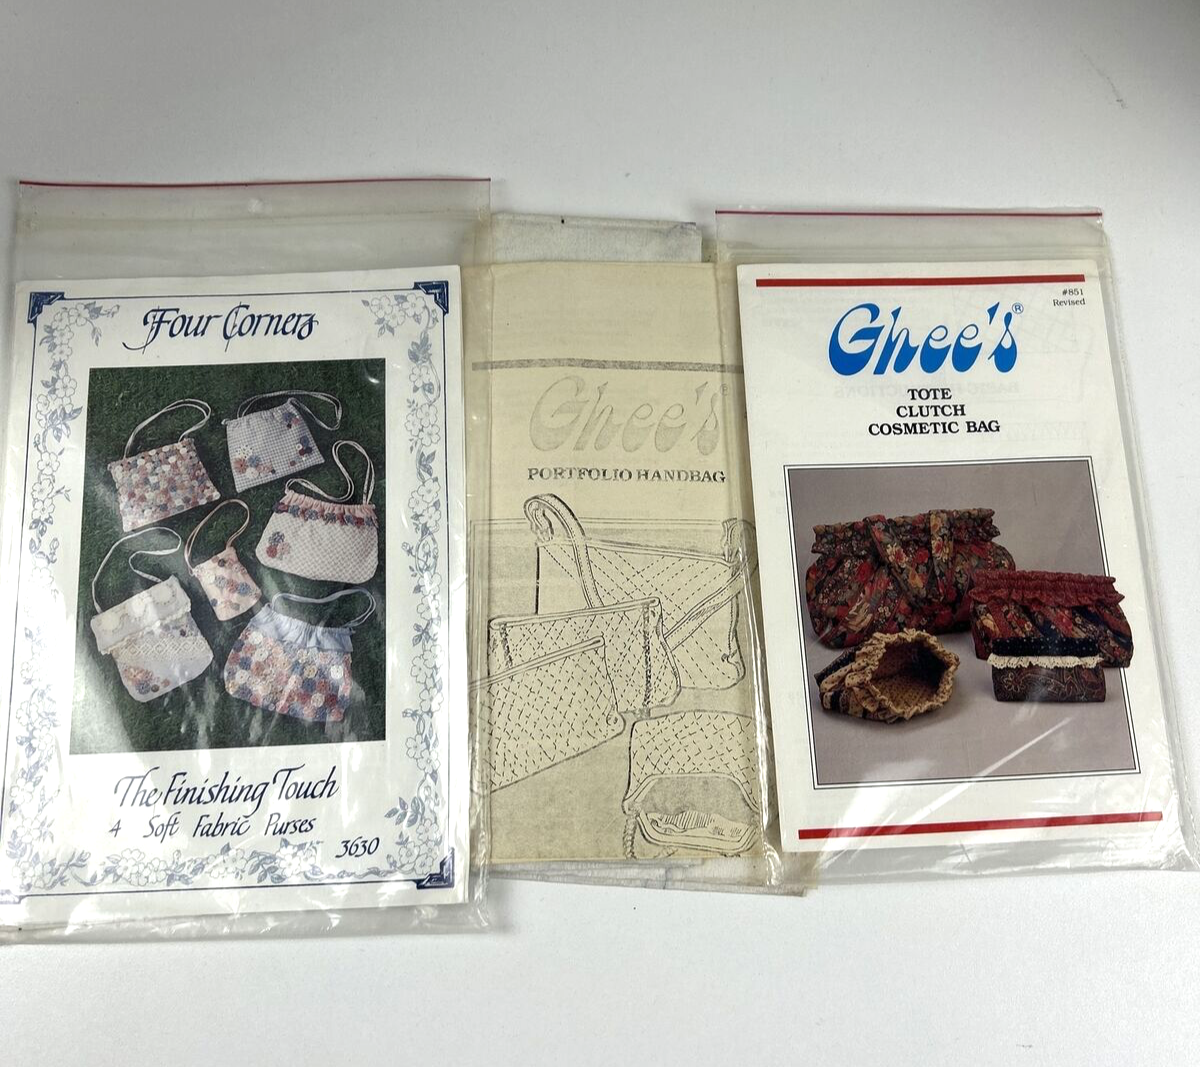 Four Corners
The Finishing Touch
4 Soft Fabric Purses
3630
Ghee's®
PORTFOLIO HANDBAG
#851
Revised
Ghee's®
TOTE
CLUTCH
COSMETIC BAG